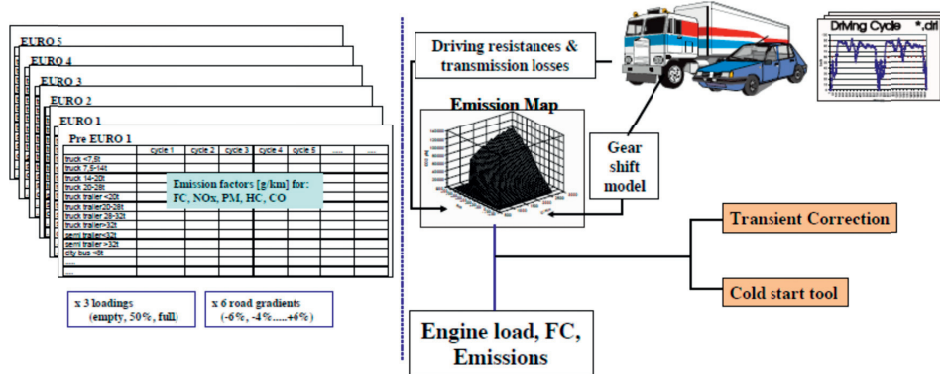 EURO 5
EURO 4
EURO 3
EURO 2
EURO 1
Pre EURO 1
cycle 1 cycle 2 cycle 3 cycle 4 cycle 5 ...... ......
truck <7,5t
truck 7,5-14t
truck 14-20t
truck 20-28t
truck trailer <20t
truck trailer20-28t
truck trailer 28-32t
truck trailer>32t
semi trailer<32t
semi trailer >32t
city bus
......
.....
Emission factors [g/km] for:
FC, NOx, PM, HC, CO
x 3 loadings
(empty, 50%, full)
x 6 road gradients
(-6%, -4%.....+6%)
Driving resistances &
transmission losses
Driving Cycle *.dri
Emission Map
Gear
shift
model
Transient Correction
Cold start tool
Engine load, FC,
Emissions